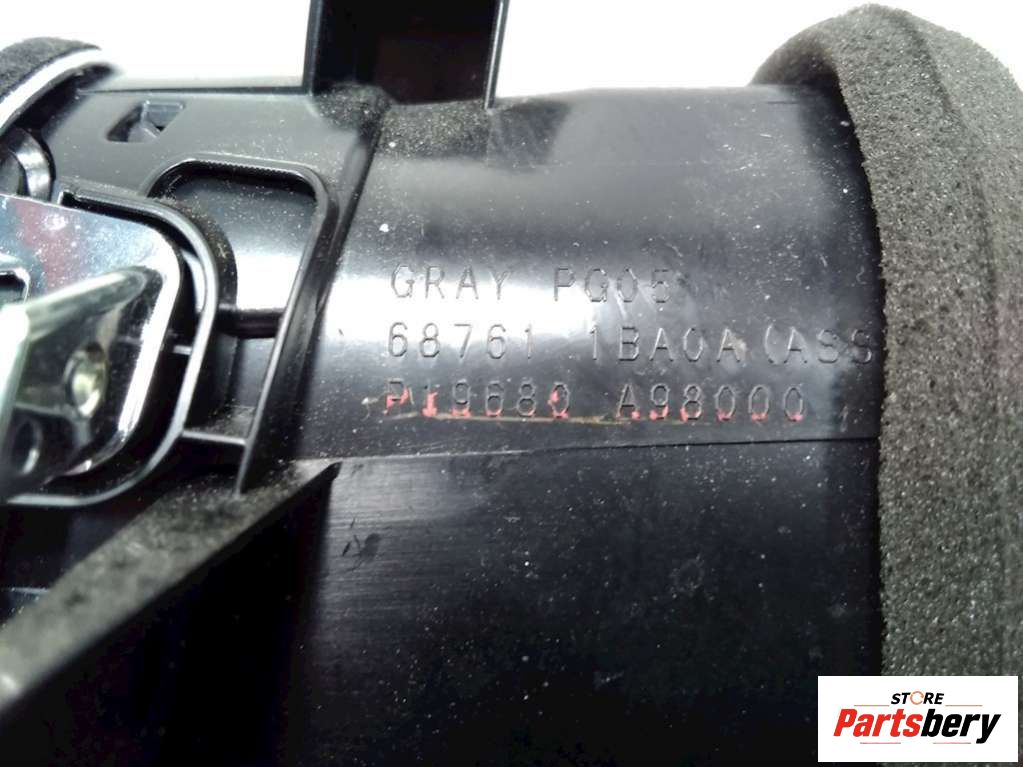 GRAY PG05
68761 1BA0A (ASS
P19680 A98000
STORE
Partsbery